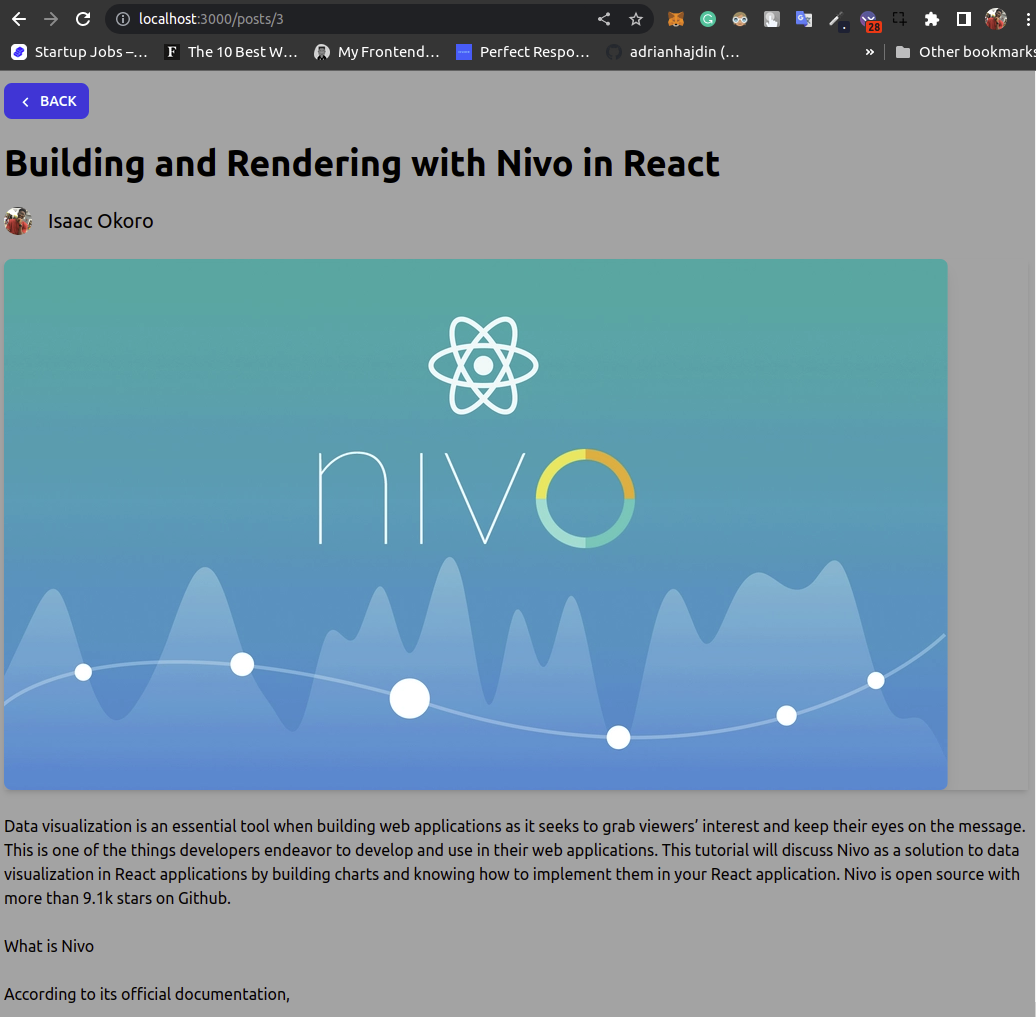 localhost:3000/posts/3
28
Startup Jobs –… The 10 Best W… My Frontend… Perfect Respo… adrianhajdin (… » Other bookmarks
BACK
Building and Rendering with Nivo in React
Isaac Okoro
nivo
Data visualization is an essential tool when building web applications as it seeks to grab viewers’ interest and keep their eyes on the message.
This is one of the things developers endeavor to develop and use in their web applications. This tutorial will discuss Nivo as a solution to data
visualization in React applications by building charts and knowing how to implement them in your React application. Nivo is open source with
more than 9.1k stars on Github.
What is Nivo
According to its official documentation,